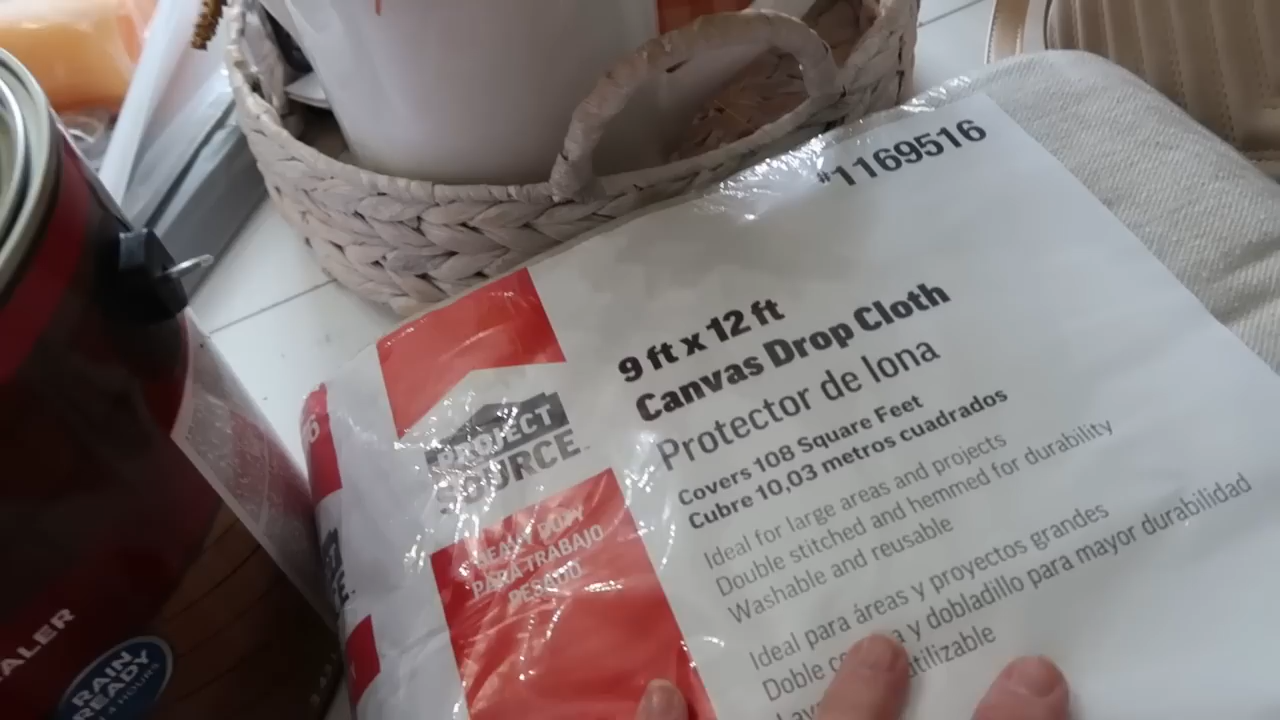 #1169516
9 ft x 12 ft
Canvas Drop Cloth
Protector de lona
Covers 108 Square Feet
Cubre 10,03 metros cuadrados
Ideal for large areas and projects
Double stitched and hemmed for durability
Washable and reusable
Ideal para áreas y proyectos grandes
Doble y dobladillo para mayor durabilidad
PROJECT
SOURCE
HEAVY DUTY
PARA TRABAJO
PESADO
RAIN
READY